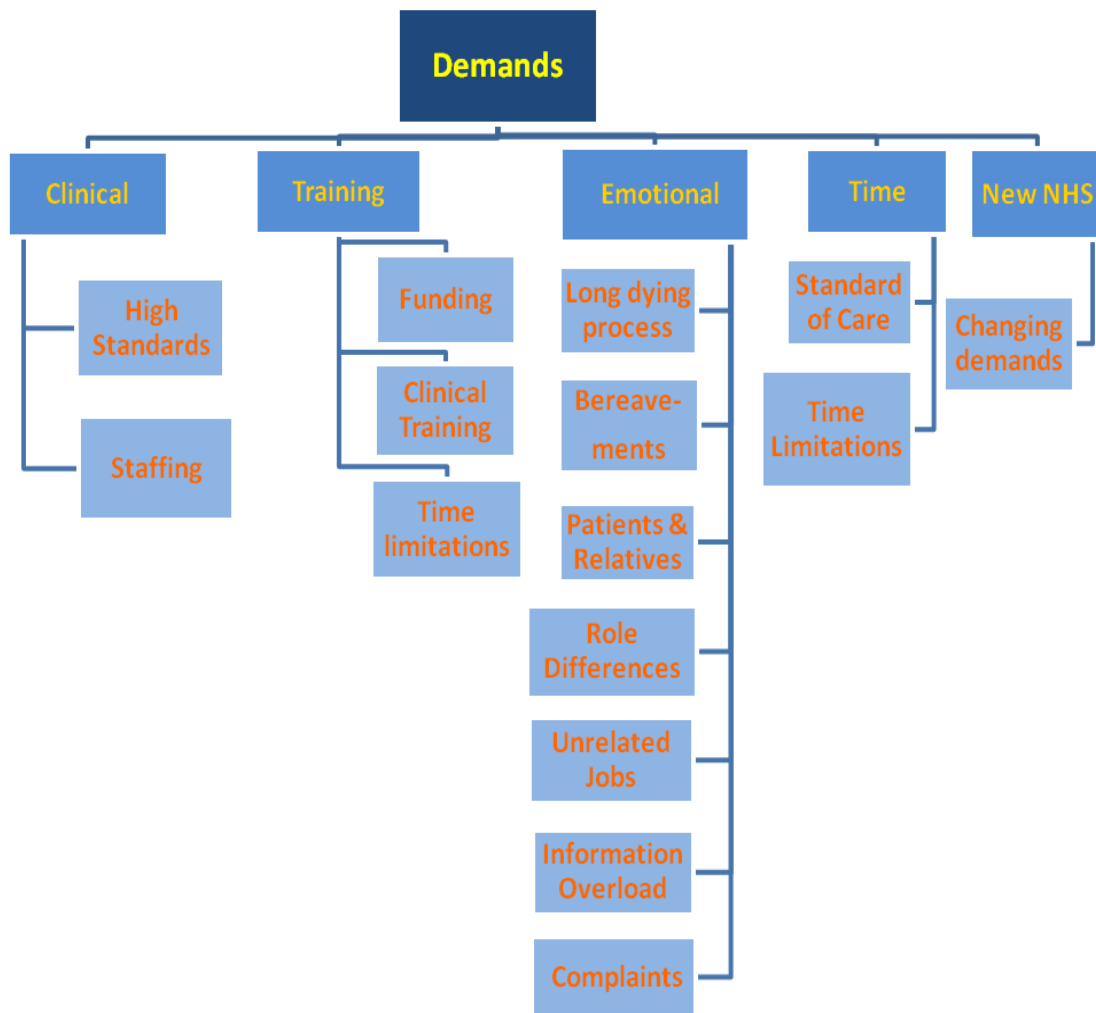 Demands
Clinical
Training
Emotional
Time
New NHS
High
Standards
Staffing
Funding
Clinical
Training
Time
limitations
Long dying
process
Bereave-
ments
Patients &
Relatives
Role
Differences
Unrelated
Jobs
Information
Overload
Complaints
Standard
of Care
Time
Limitations
Changing
demands